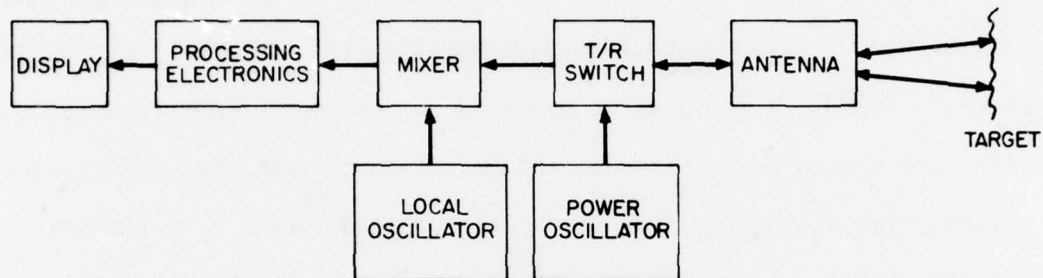 DISPLAY
PROCESSING
ELECTRONICS
MIXER
T/R
SWITCH
ANTENNA
TARGET
LOCAL
OSCILLATOR
POWER
OSCILLATOR